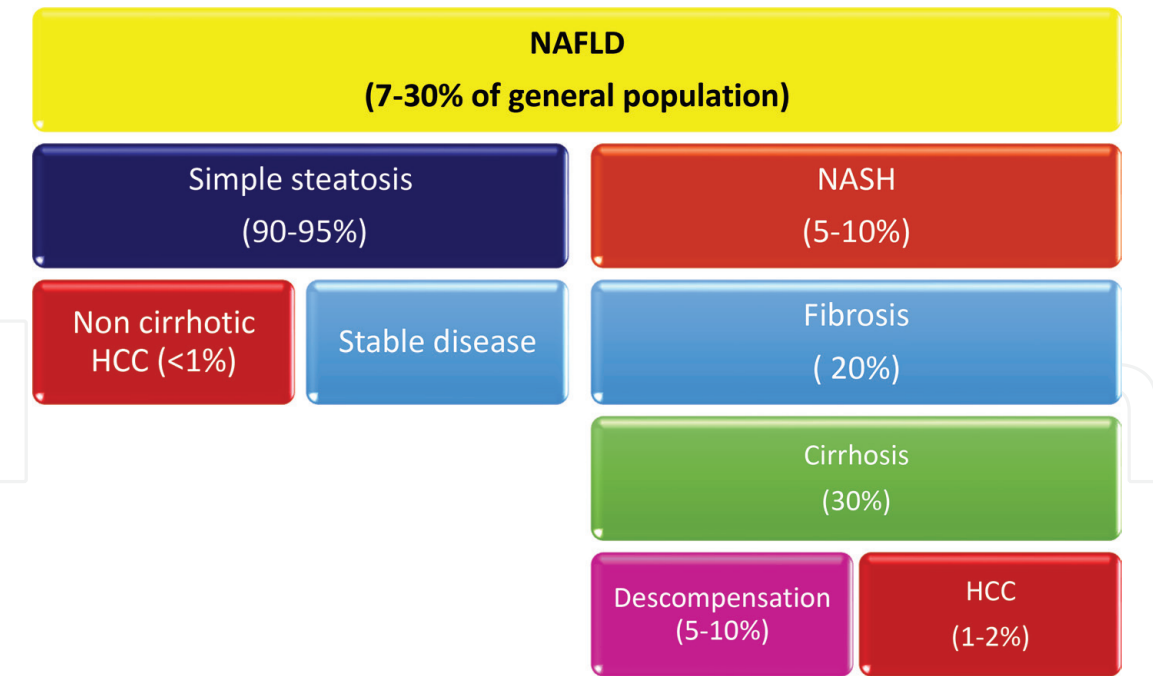 NAFLD
(7-30% of general population)
Simple steatosis
(90-95%)
NASH
(5-10%)
Non cirrhotic
HCC (<1%)
Stable disease
Fibrosis
( 20%)
Cirrhosis
(30%)
Descompensation
(5-10%)
HCC
(1-2%)